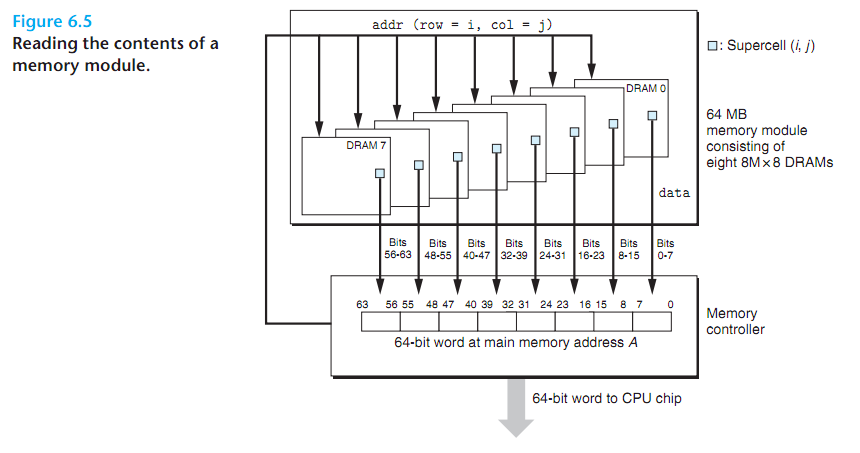 Figure 6.5
Reading the contents of a
memory module.
addr (row = i, col = j)
: Supercell (i, j)
DRAM 0
DRAM 7
64 MB
memory module
consisting of
eight 8M×8 DRAMs
data
Bits
56-63
Bits
48-55
Bits
40-47
Bits
32-39
Bits
24-31
Bits
16-23
Bits
8-15
Bits
0-7
63 56 55 48 47 40 39 32 31 24 23 16 15 8 7 0
Memory
controller
64-bit word at main memory address A
64-bit word to CPU chip